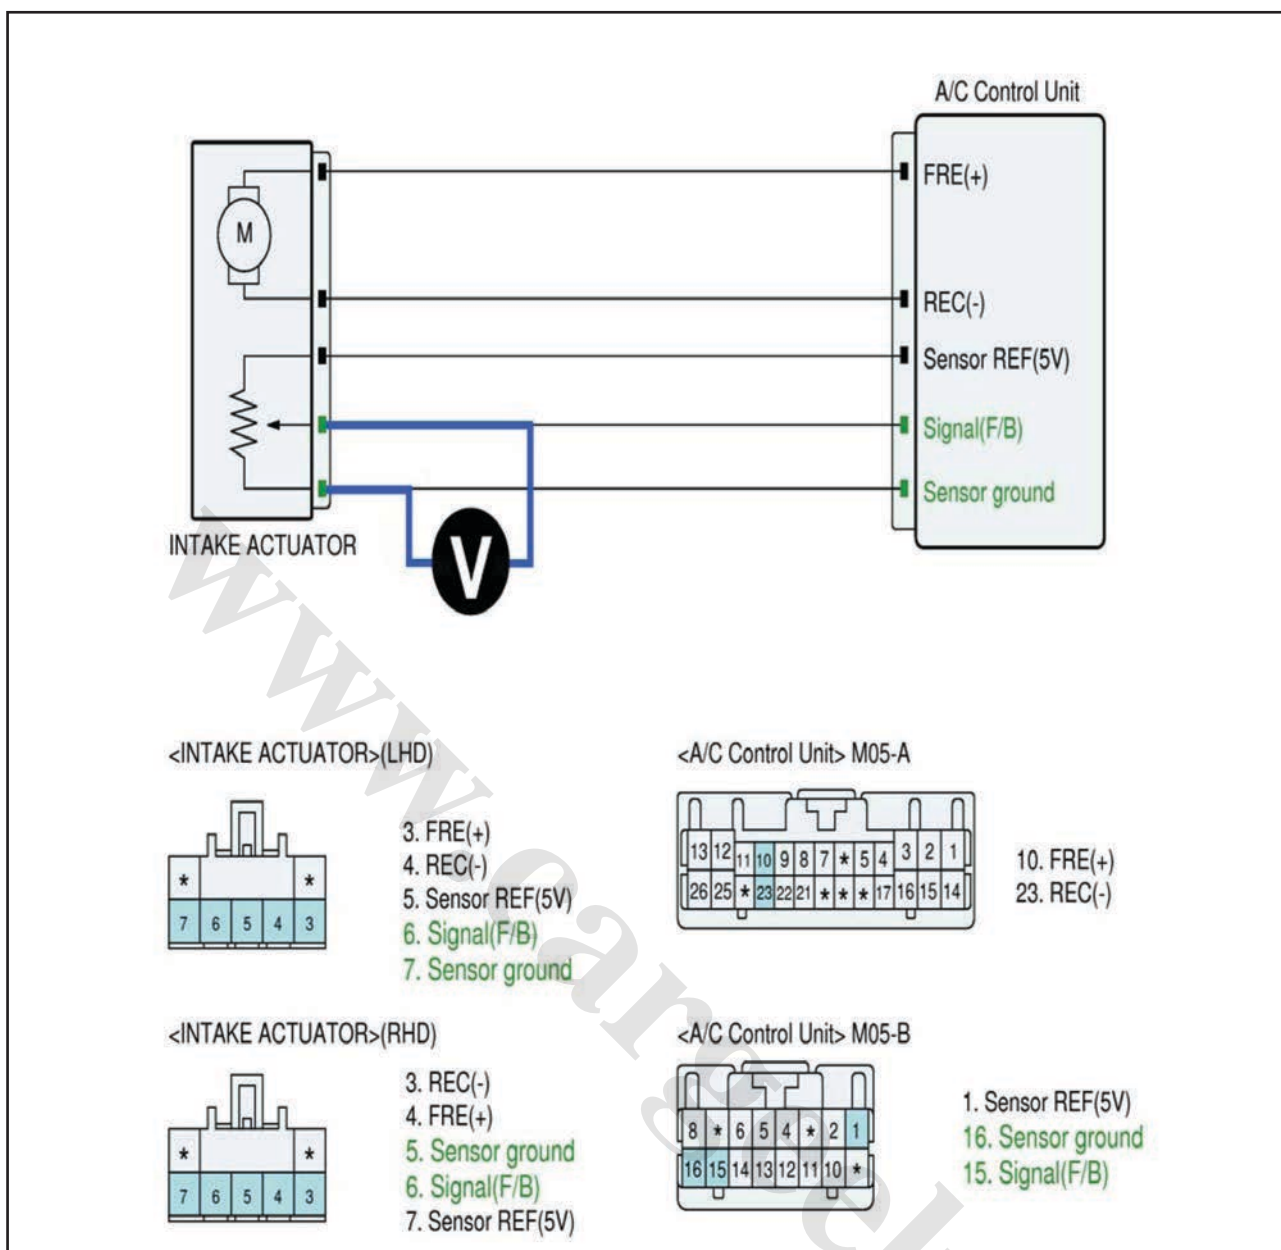 A/C Control Unit
FRE(+)
M
REC(-)
Sensor REF(5V)
Signal(F/B)
Sensor ground
INTAKE ACTUATOR
V
<INTAKE ACTUATOR>(LHD)
* *
7 6 5 4 3
3. FRE(+)
4. REC(-)
5. Sensor REF(5V)
6. Signal(F/B)
7. Sensor ground
<A/C Control Unit> M05-A
13 12 11 10 9 8 7 * 5 4 3 2 1
26 25 * 23 22 21 * * * 17 16 15 14
10. FRE(+)
23. REC(-)
<INTAKE ACTUATOR>(RHD)
* *
7 6 5 4 3
3. REC(-)
4. FRE(+)
5. Sensor ground
6. Signal(F/B)
7. Sensor REF(5V)
<A/C Control Unit> M05-B
8 * 6 5 4 * 2 1
16 15 14 13 12 11 10 *
1. Sensor REF(5V)
16. Sensor ground
15. Signal(F/B)